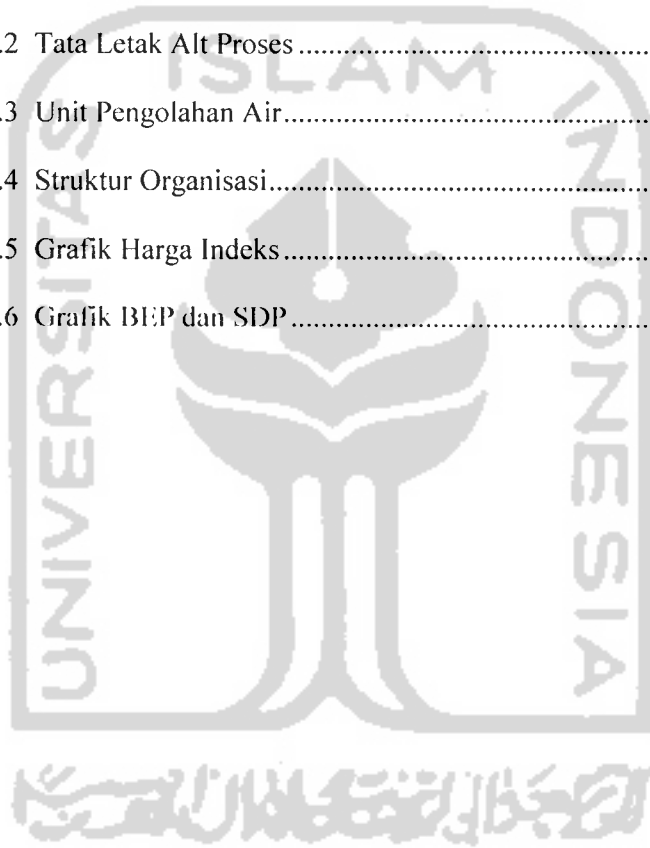 .2 Tata Letak Alt Proses
.3 Unit Pengolahan Air
.4 Struktur Organisasi
.5 Grafik Harga Indeks
.6 Grafik BEP dan SDP
UNIVERSITAS
ISLAM
INDONESIA